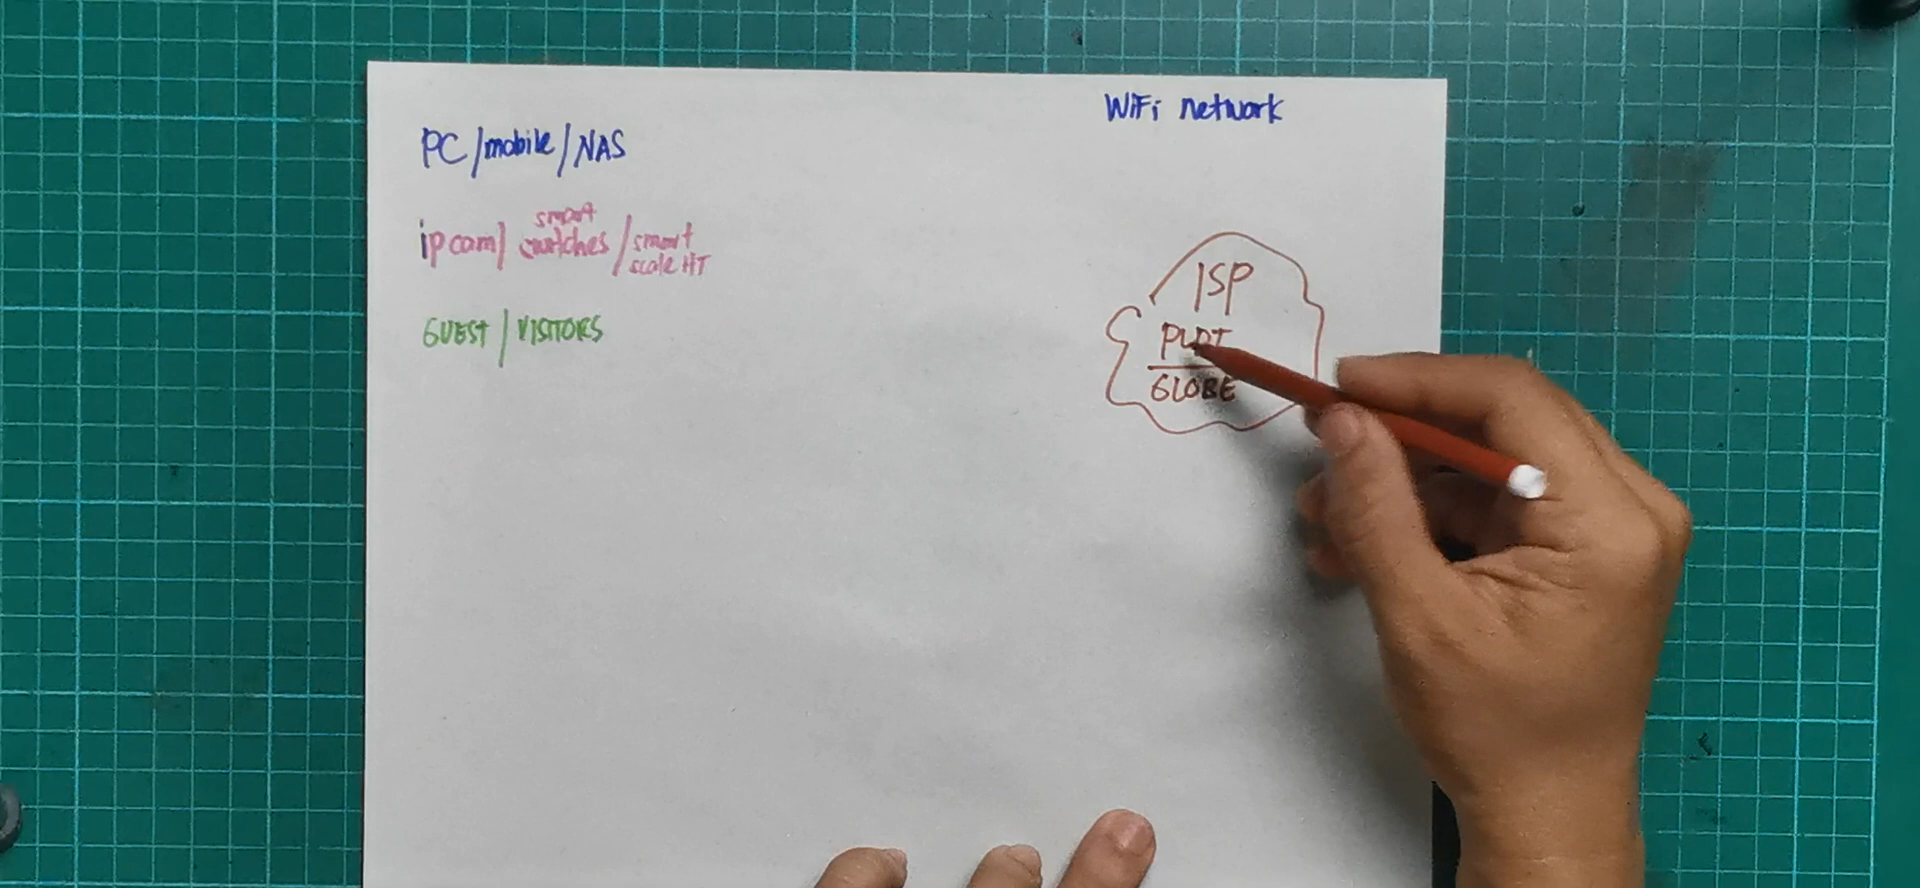 WiFi network
PC/mobile/NAS
ip cam/ smart switches / smart scale HT
GUEST / VISITORS
ISP
PLDT
GLOBE